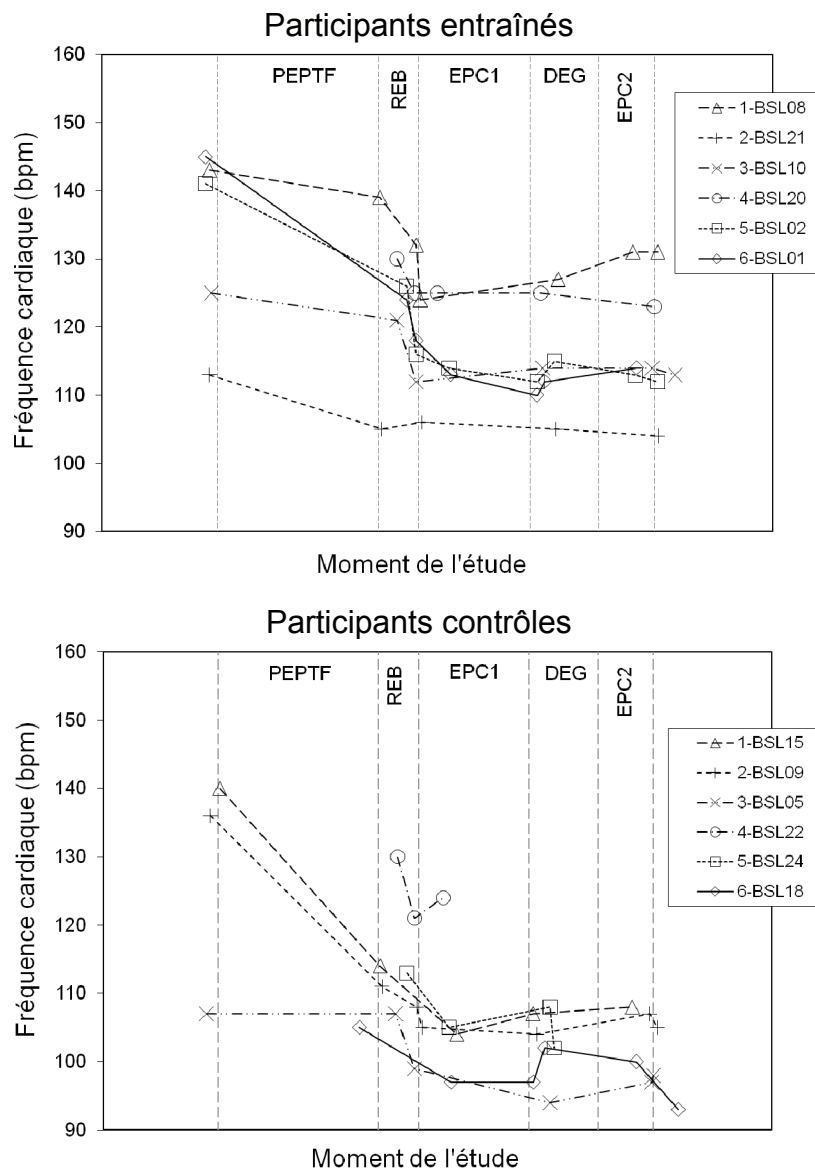 Participants entraînés
PEPTF
REB
EPC1
DEG
EPC2
160
150
140
130
120
110
100
90
Fréquence cardiaque (bpm)
1-BSL08
2-BSL21
3-BSL10
4-BSL20
5-BSL02
6-BSL01
Moment de l'étude
Participants contrôles
PEPTF
REB
EPC1
DEG
EPC2
160
150
140
130
120
110
100
90
Fréquence cardiaque (bpm)
1-BSL15
2-BSL09
3-BSL05
4-BSL22
5-BSL24
6-BSL18
Moment de l'étude